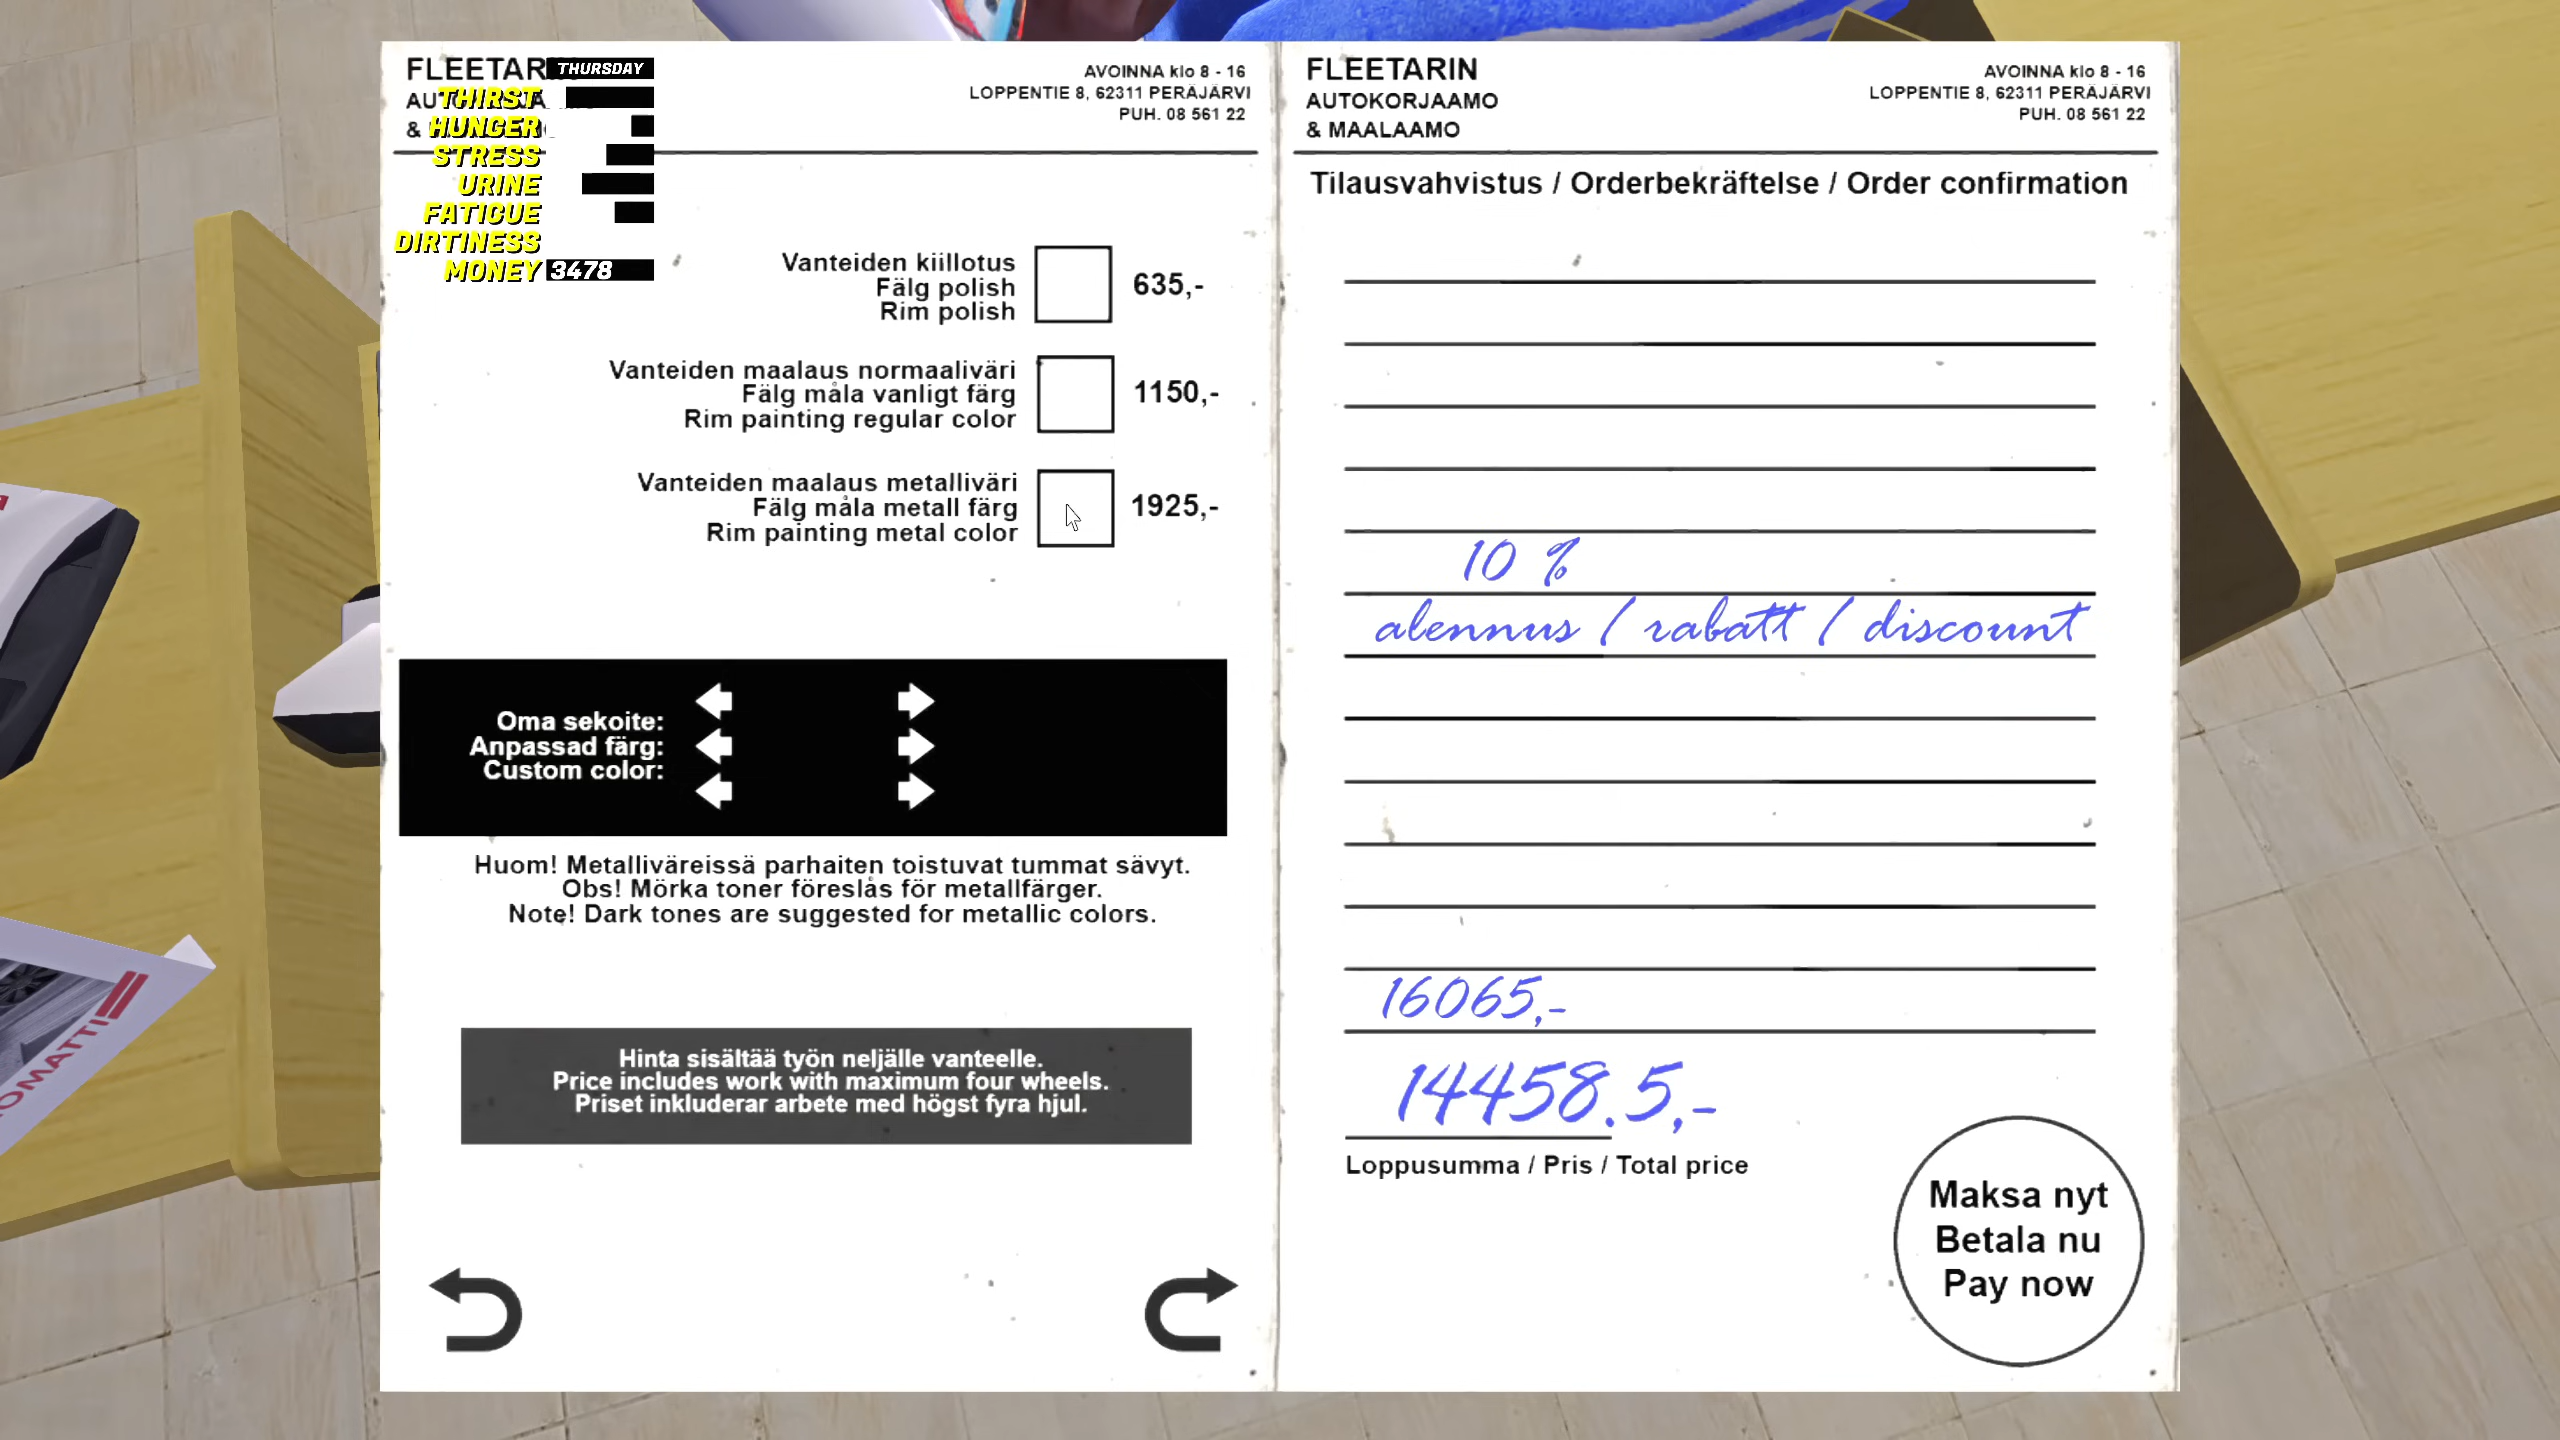 THURSDAY
THIRST
HUNGER
STRESS
URINE
FATIGUE
DIRTINESS
MONEY 3478
AVOINNA klo 8 - 16
LOPPENTIE 8, 62311 PERÄJÄRVI
PUH. 08 561 22
Vanteiden kiillotus
Fälg polish
Rim polish
635,-
Vanteiden maalaus normaaliväri
Fälg måla vanligt färg
Rim painting regular color
1150,-
Vanteiden maalaus metalliväri
Fälg måla metall färg
Rim painting metal color
1925,-
Oma sekoite:
Anpassad färg:
Custom color:
Huom! Metalliväreissä parhaiten toistuvat tummat sävyt.
Obs! Mörka toner föreslås för metallfärger.
Note! Dark tones are suggested for metallic colors.
Hinta sisältää työn neljälle vanteelle.
Price includes work with maximum four wheels.
Priset inkluderar arbete med högst fyra hjul.
FLEETARIN
AUTOKORJAAMO
& MAALAAMO
AVOINNA klo 8 - 16
LOPPENTIE 8, 62311 PERÄJÄRVI
PUH. 08 561 22
Tilausvahvistus / Orderbekräftelse / Order confirmation
10 %
alennus / rabatt / discount
16065,-
14458.5,-
Loppusumma / Pris / Total price
Maksa nyt
Betala nu
Pay now